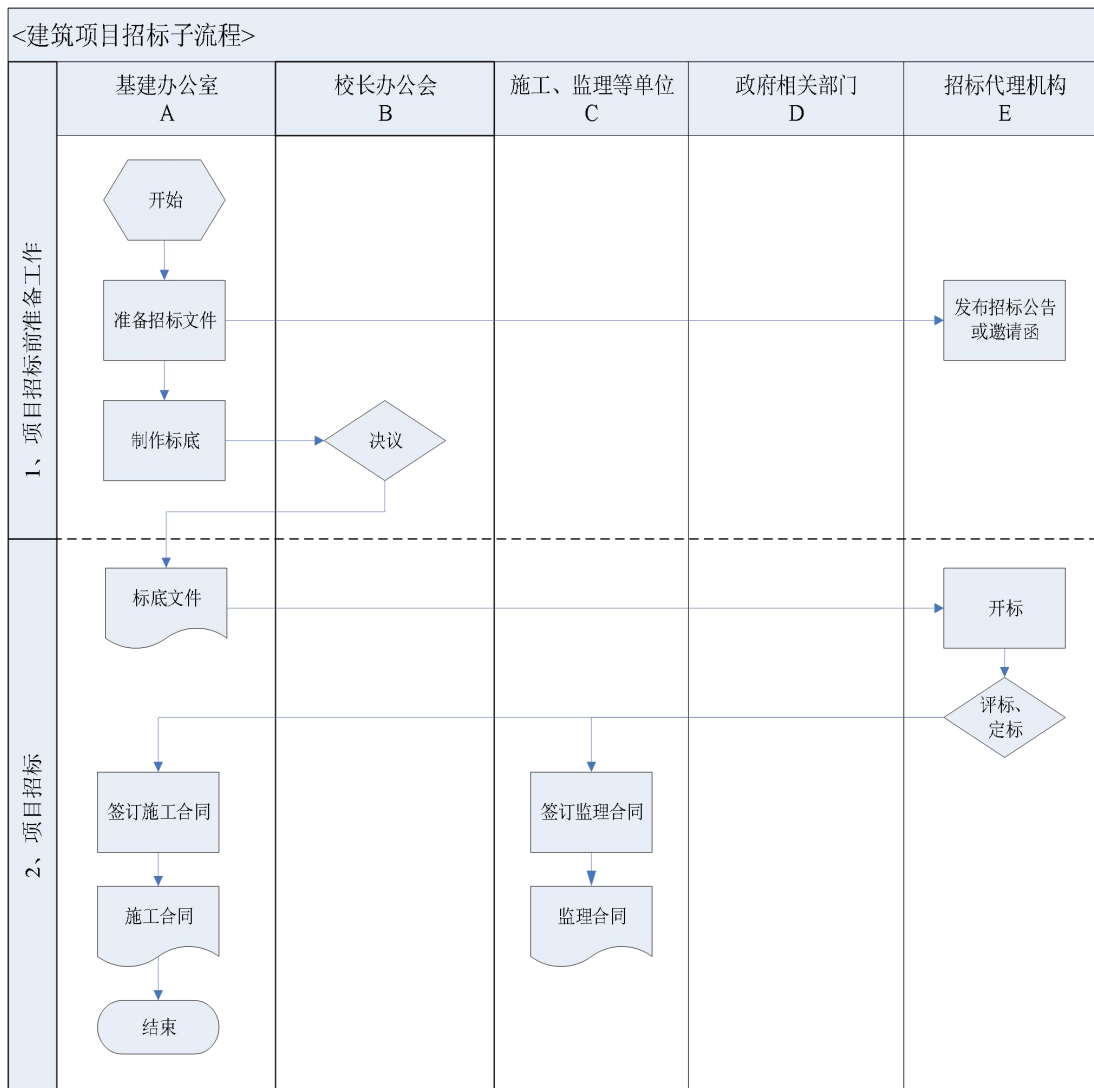 <建筑项目招标子流程>
基建办公室
A
校长办公会
B
施工、监理等单位
C
政府相关部门
D
招标代理机构
E
1、项目招标前准备工作
开始
准备招标文件
发布招标公告
或邀请函
制作标底
决议
2、项目招标
标底文件
开标
评标、
定标
签订施工合同
签订监理合同
施工合同
监理合同
结束